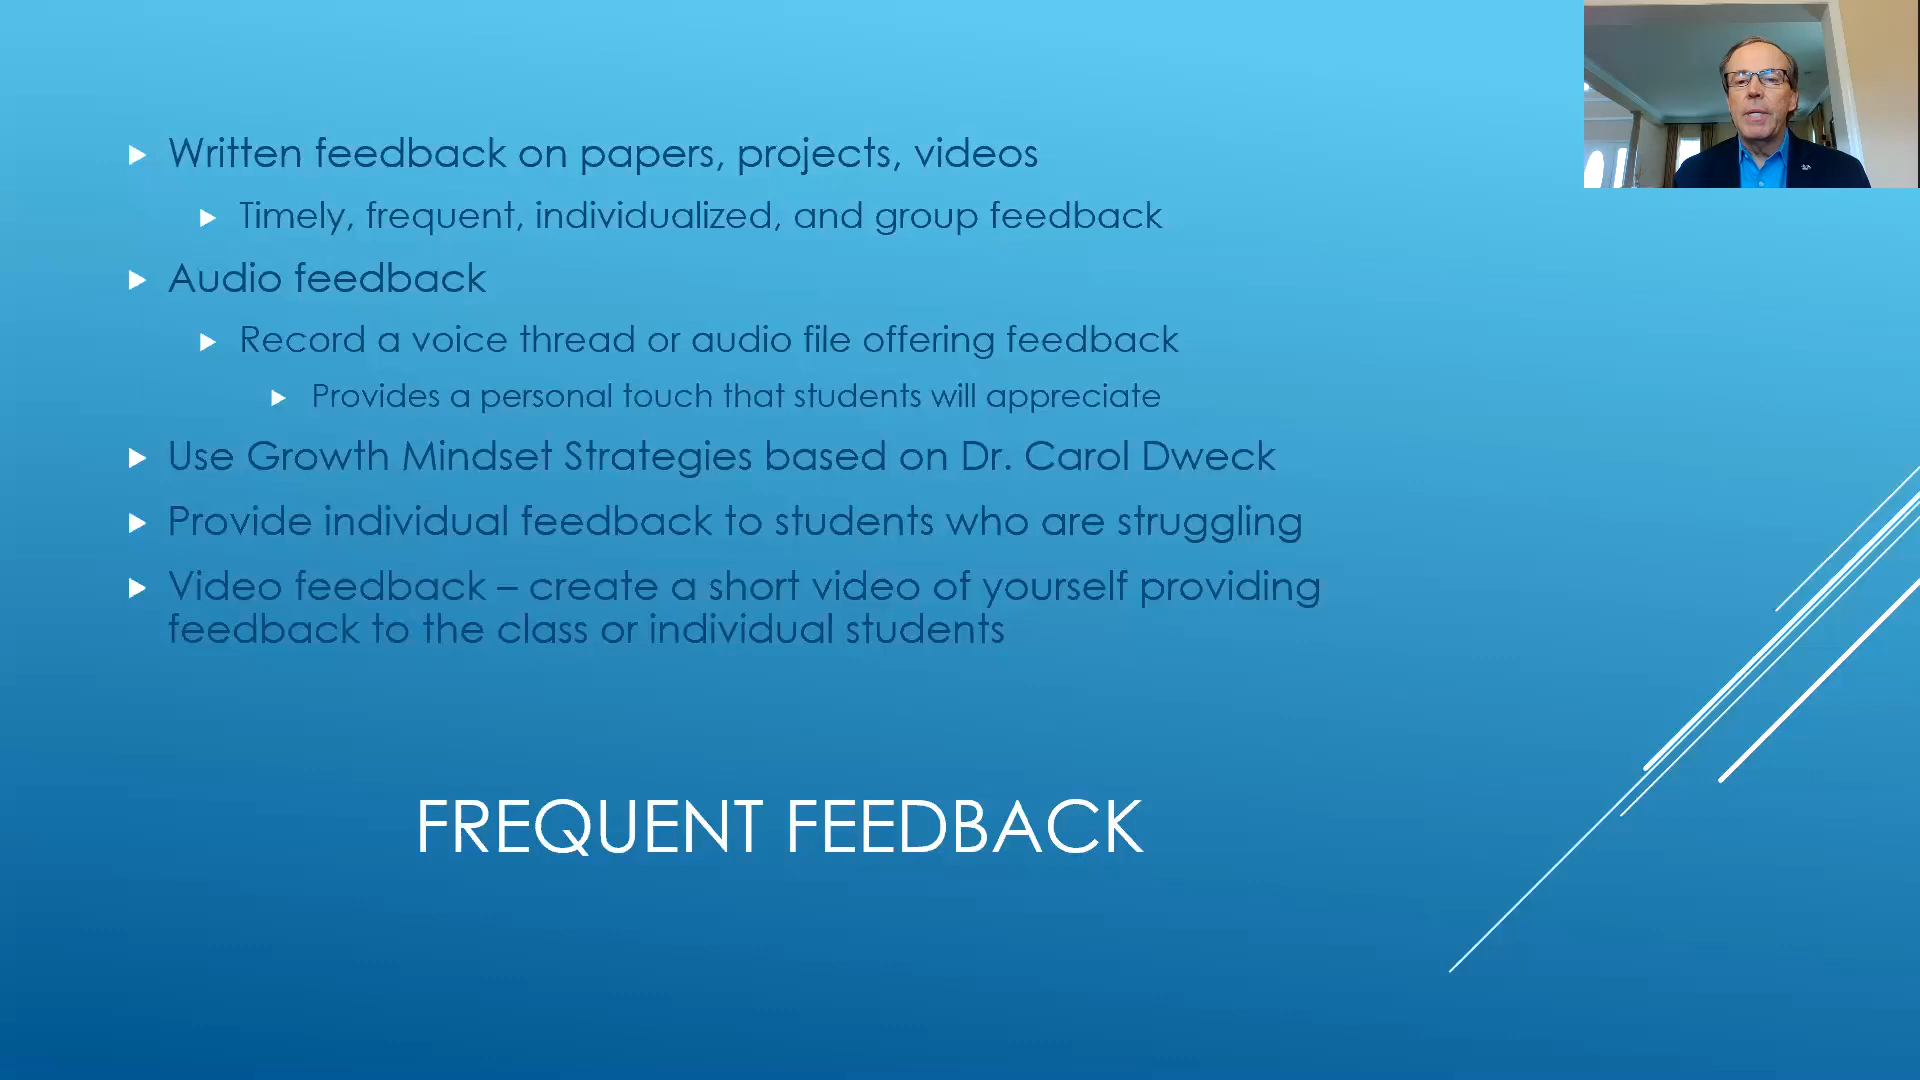 Written feedback on papers, projects, videos
Timely, frequent, individualized, and group feedback
Audio feedback
Record a voice thread or audio file offering feedback
Provides a personal touch that students will appreciate
Use Growth Mindset Strategies based on Dr. Carol Dweck
Provide individual feedback to students who are struggling
Video feedback – create a short video of yourself providing
feedback to the class or individual students
FREQUENT FEEDBACK